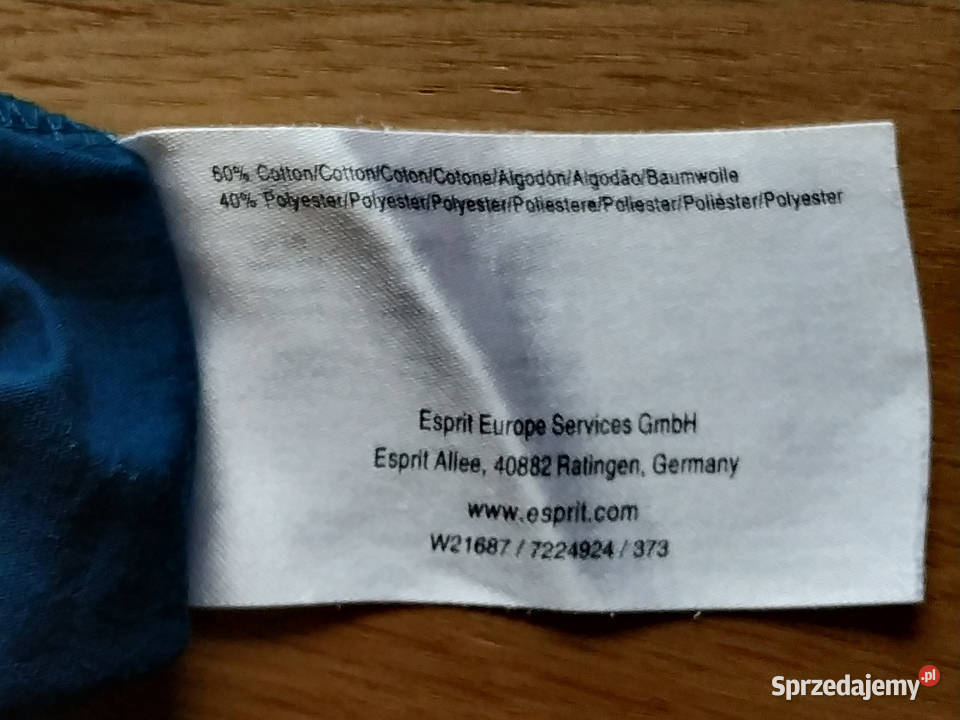 60% Cotton/Cotton/Coton/Cotone/Algodón/Algodão/Baumwolle
40% Polyester/Polyester/Polyester/Poliestere/Poliester/Poliéster/Polyester
Esprit Europe Services GmbH
Esprit Allee, 40882 Ratingen, Germany
www.esprit.com
W21687 / 7224924 / 373
Sprzedajemy.pl